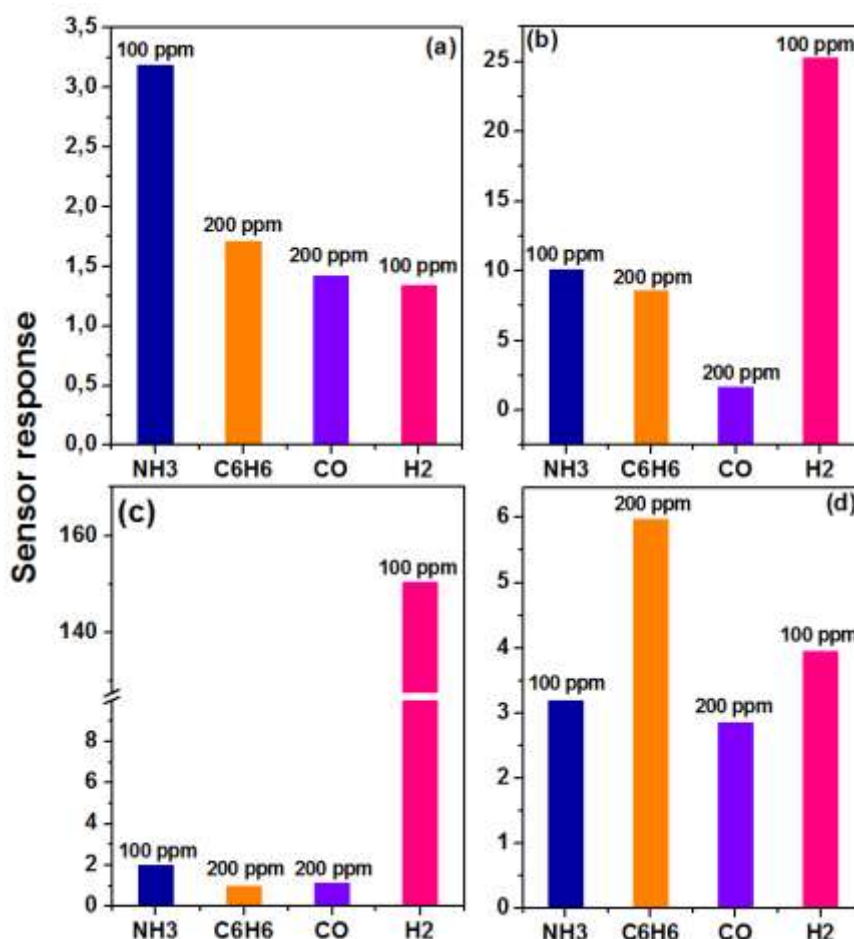 Sensor response
(a)
3,5
3,0
2,5
2,0
1,5
1,0
0,5
0,0
100 ppm
200 ppm
200 ppm
100 ppm
NH3 C6H6 CO H2
(b)
25
20
15
10
5
0
100 ppm
200 ppm
200 ppm
100 ppm
NH3 C6H6 CO H2
(c)
160
140
8
6
4
2
0
100 ppm
200 ppm
200 ppm
100 ppm
NH3 C6H6 CO H2
(d)
6
5
4
3
2
1
0
100 ppm
200 ppm
200 ppm
100 ppm
NH3 C6H6 CO H2